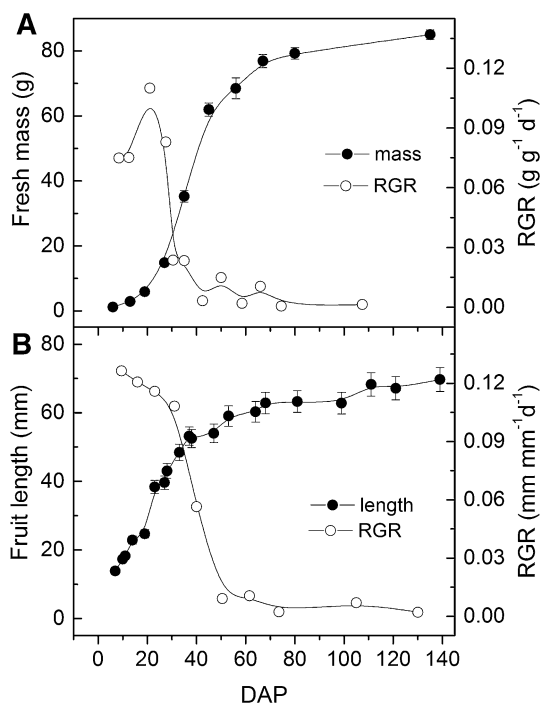 A
Fresh mass (g)
80
60
40
20
0
mass
RGR
0.12
0.09
0.06
0.03
0.00
RGR (g g⁻¹ d⁻¹)
B
Fruit length (mm)
80
60
40
20
0
length
RGR
0.12
0.09
0.06
0.03
0.00
RGR (mm mm⁻¹d⁻¹)
0 20 40 60 80 100 120 140
DAP